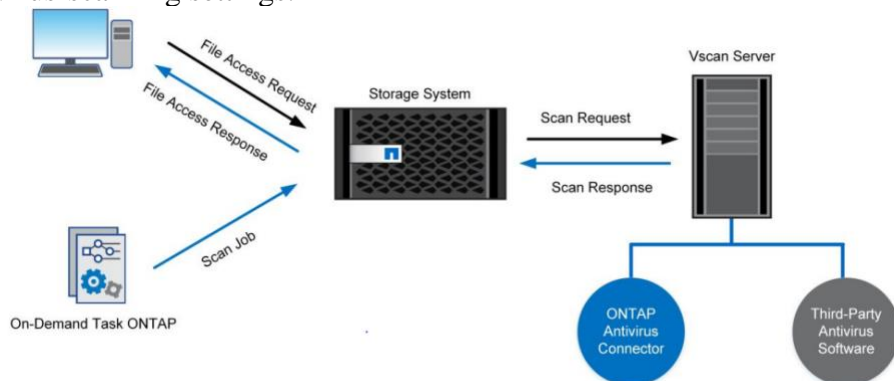 File Access Request
File Access Response
Storage System
Vscan Server
Scan Request
Scan Response
Scan Job
On-Demand Task ONTAP
ONTAP
Antivirus
Connector
Third-Party
Antivirus
Software